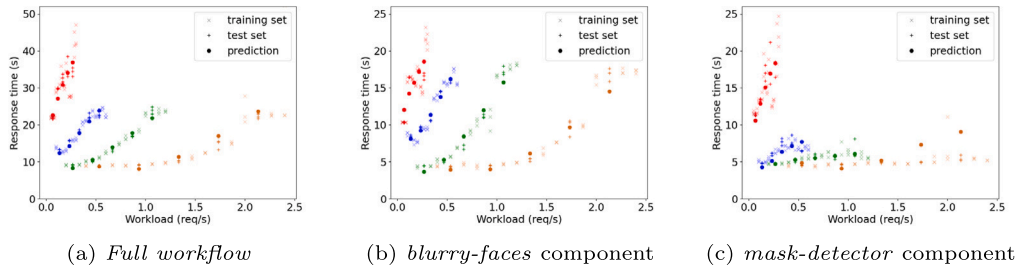 training set
test set
prediction
50
40
30
20
10
0
Response time (s)
0.0 0.5 1.0 1.5 2.0 2.5
Workload (req/s)
(a) Full workflow
training set
test set
prediction
30
25
20
15
10
5
0
Response time (s)
0.0 0.5 1.0 1.5 2.0 2.5
Workload (req/s)
(b) blurry-faces component
training set
test set
prediction
25
20
15
10
5
0
Response time (s)
0.0 0.5 1.0 1.5 2.0 2.5
Workload (req/s)
(c) mask-detector component